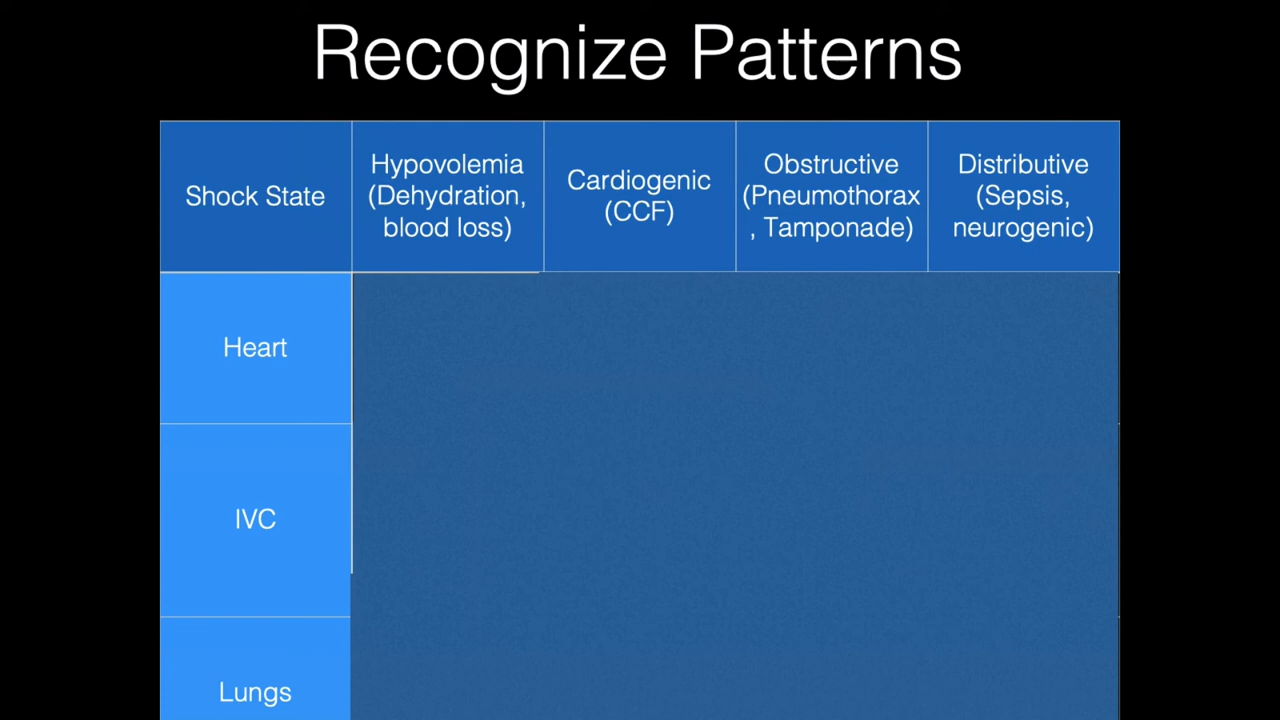 Recognize Patterns
Shock State
Hypovolemia
(Dehydration,
blood loss)
Cardiogenic
(CCF)
Obstructive
(Pneumothorax
, Tamponade)
Distributive
(Sepsis,
neurogenic)
Heart
IVC
Lungs